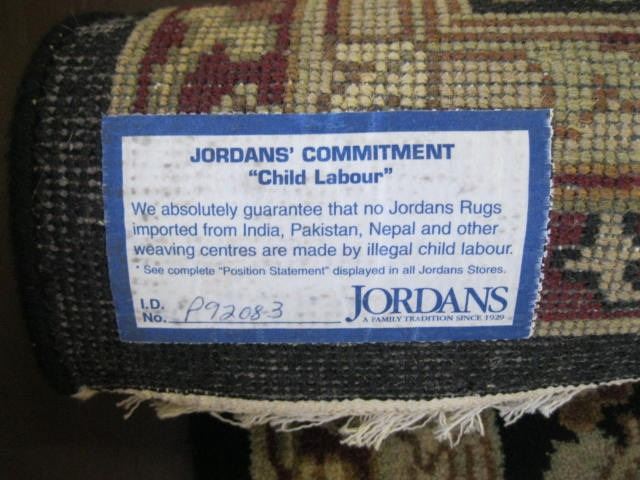 JORDANS' COMMITMENT
"Child Labour"
We absolutely guarantee that no Jordans Rugs
imported from India, Pakistan, Nepal and other
weaving centres are made by illegal child labour.
* See complete "Position Statement" displayed in all Jordans Stores.
I.D.
No. P9208-3
JORDANS
A FAMILY TRADITION SINCE 1929